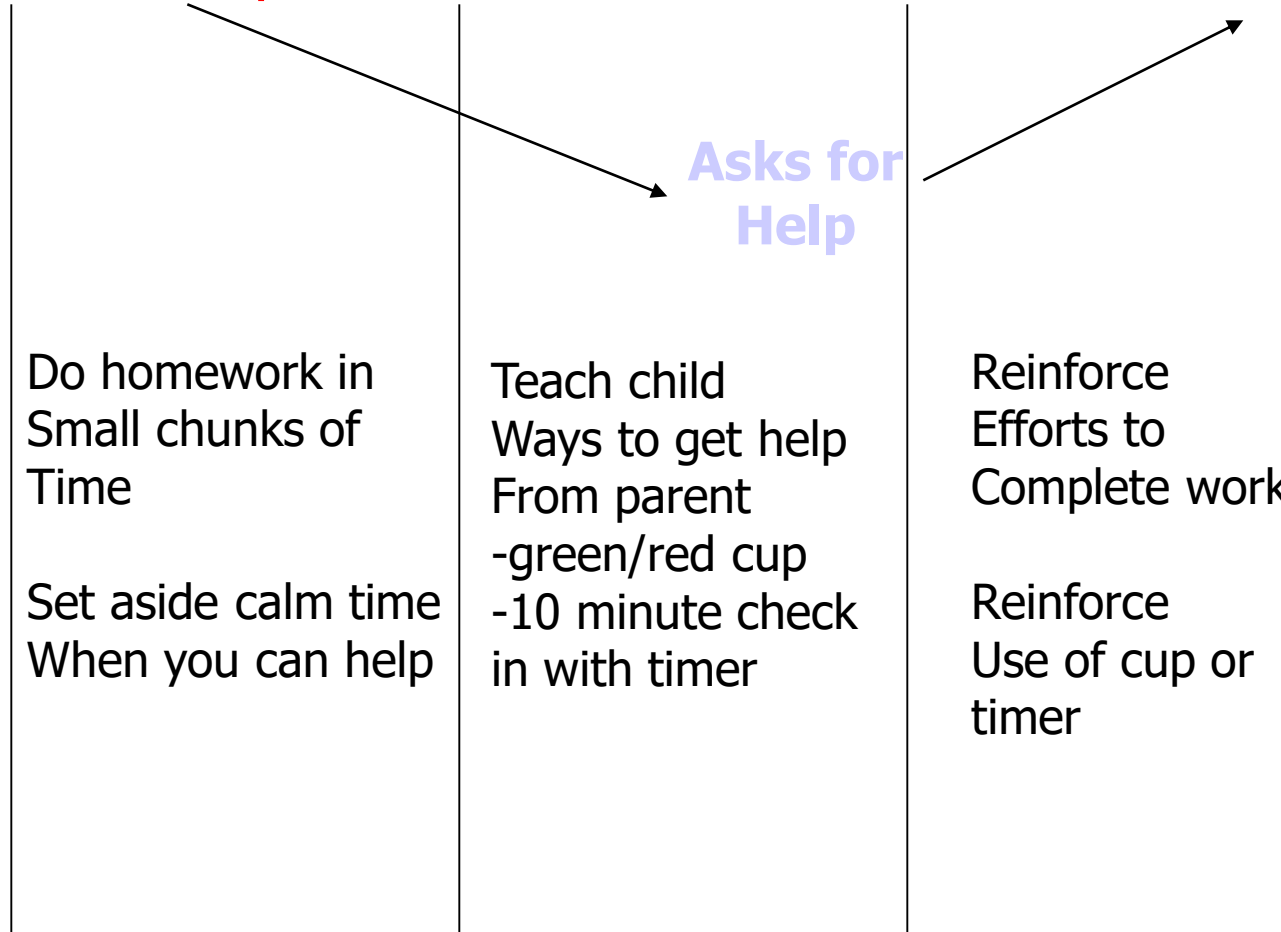 Asks for
Help
Do homework in
Small chunks of
Time
Set aside calm time
When you can help
Teach child
Ways to get help
From parent
-green/red cup
-10 minute check
in with timer
Reinforce
Efforts to
Complete work
Reinforce
Use of cup or
timer